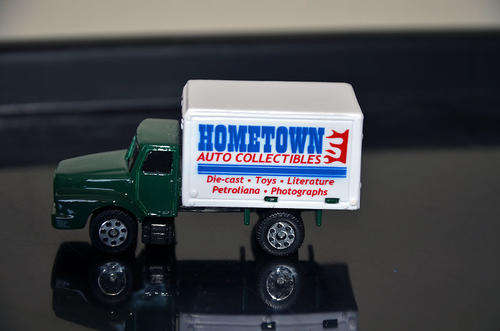 HOMETOWN
AUTO COLLECTIBLES
Die-cast • Toys • Literature
Petroliana • Photographs